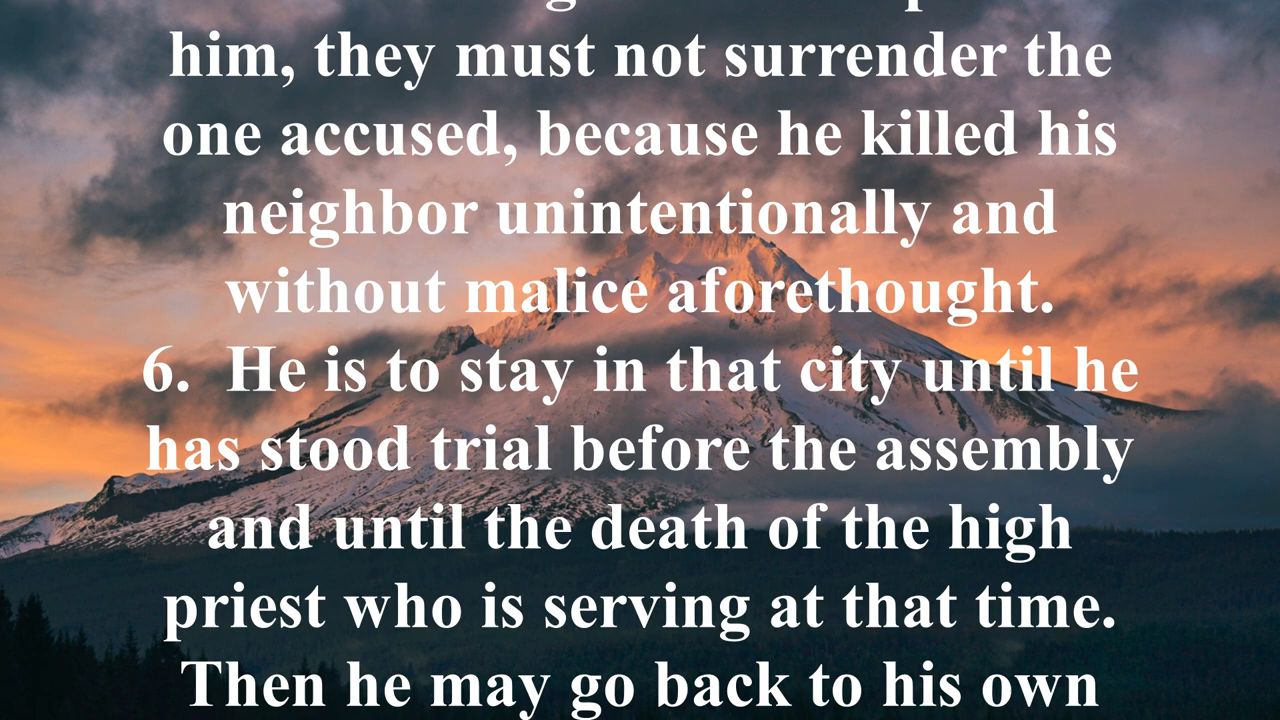 him, they must not surrender the
one accused, because he killed his
neighbor unintentionally and
without malice aforethought.
6.  He is to stay in that city until he
has stood trial before the assembly
and until the death of the high
priest who is serving at that time.
Then he may go back to his own